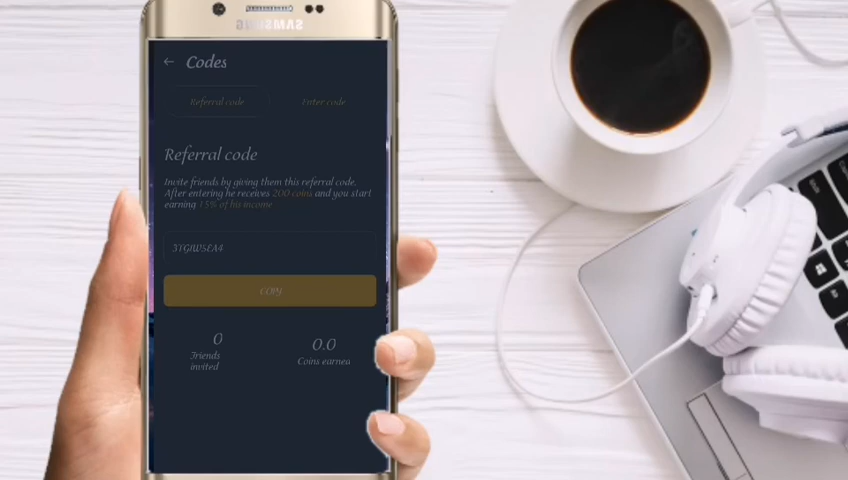 SAMSUNG
← Codes
Referral code Enter code
Referral code
Invite friends by giving them this referral code.
After entering he receives 200 coins and you start
earning 15% of his income
3YGIWSEA4
COPY
0 0.0
Friends Coins earned
invited